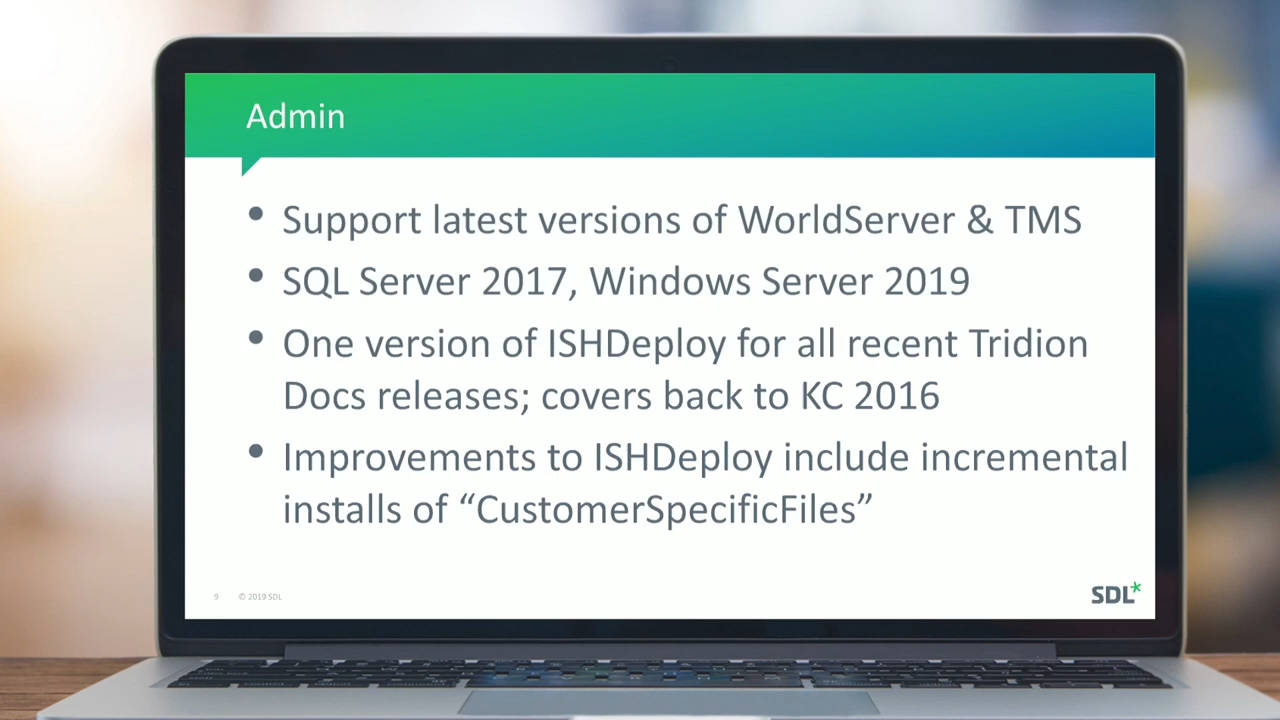 Admin
• Support latest versions of WorldServer & TMS
• SQL Server 2017, Windows Server 2019
• One version of ISHDeploy for all recent Tridion
Docs releases; covers back to KC 2016
• Improvements to ISHDeploy include incremental
installs of “CustomerSpecificFiles”
9 © 2019 SDL
SDL*